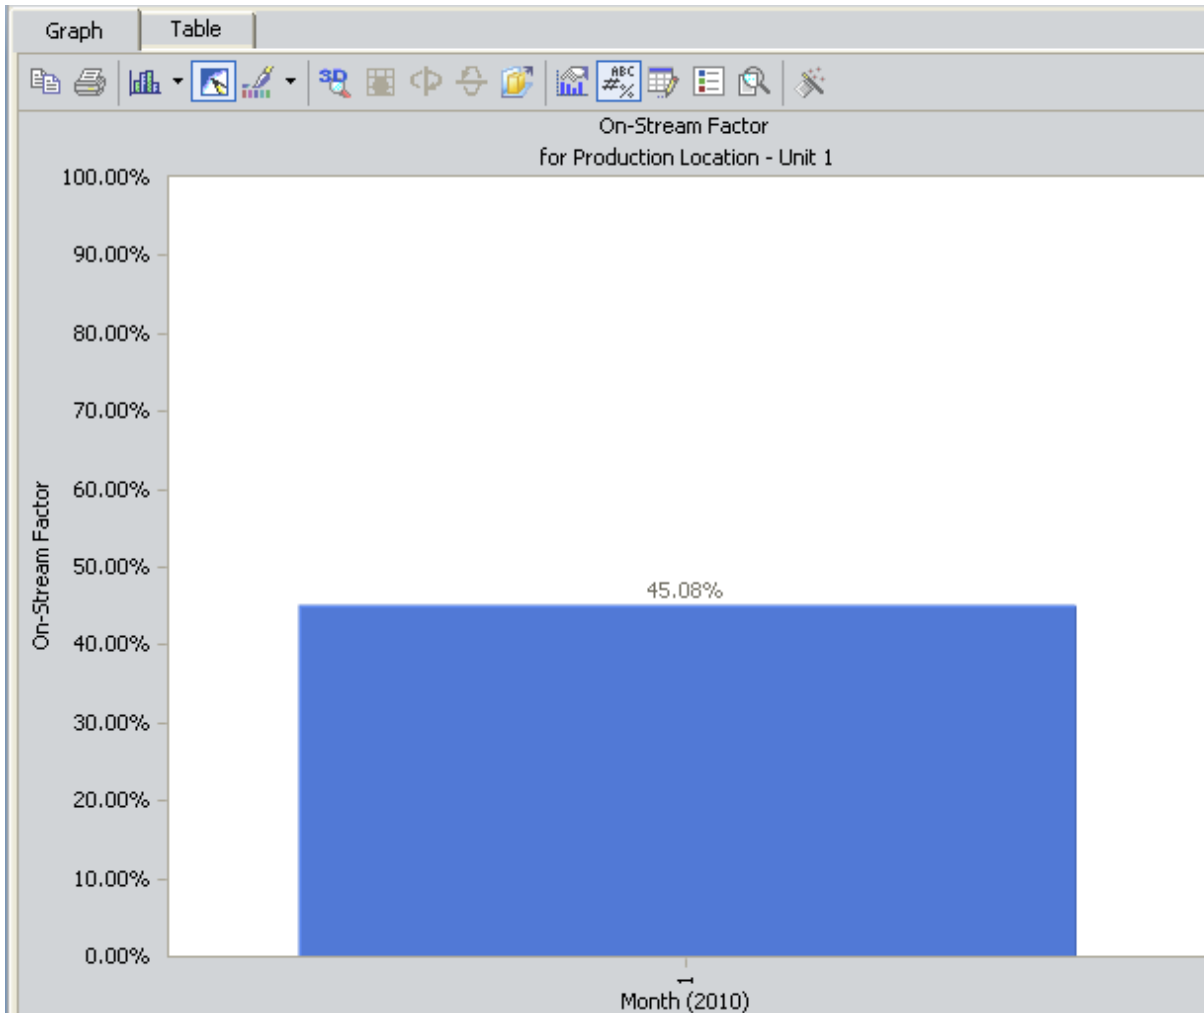 Graph
Table
3D
ABC
#%
On-Stream Factor
for Production Location - Unit 1
100.00%
90.00%
80.00%
70.00%
60.00%
50.00%
40.00%
30.00%
20.00%
10.00%
0.00%
On-Stream Factor
45.08%
1
Month (2010)